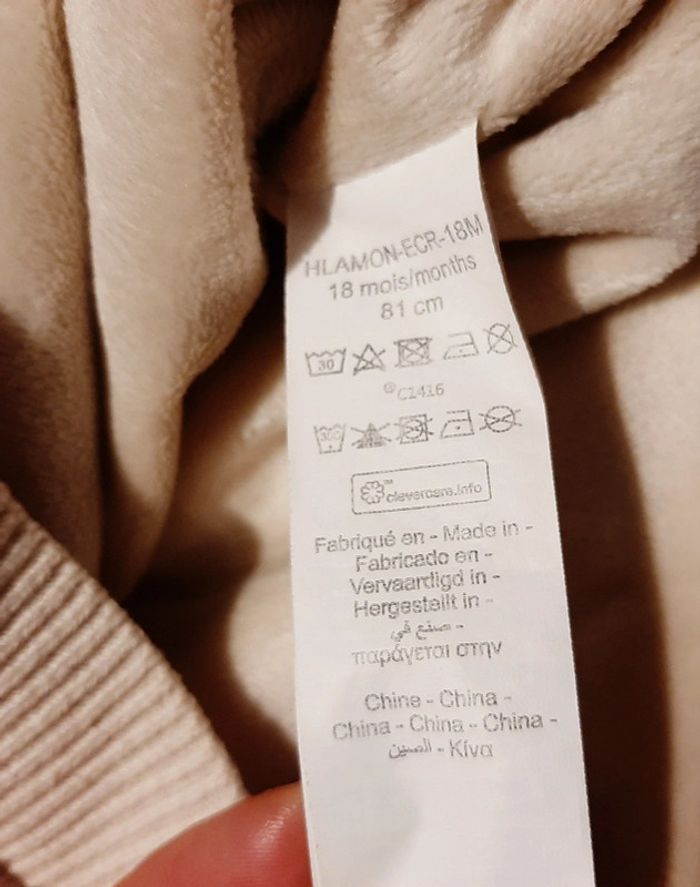 HLAMON-ECR-18M
18 mois/months
81 cm
30
©C1416
clevercare.info
Fabriqué en - Made in -
Fabricado en -
Vervaardigd in -
Hergestellt in -
صنع في -
παράγεται στην
Chine - China -
China - China - China -
الصين - Κίνα